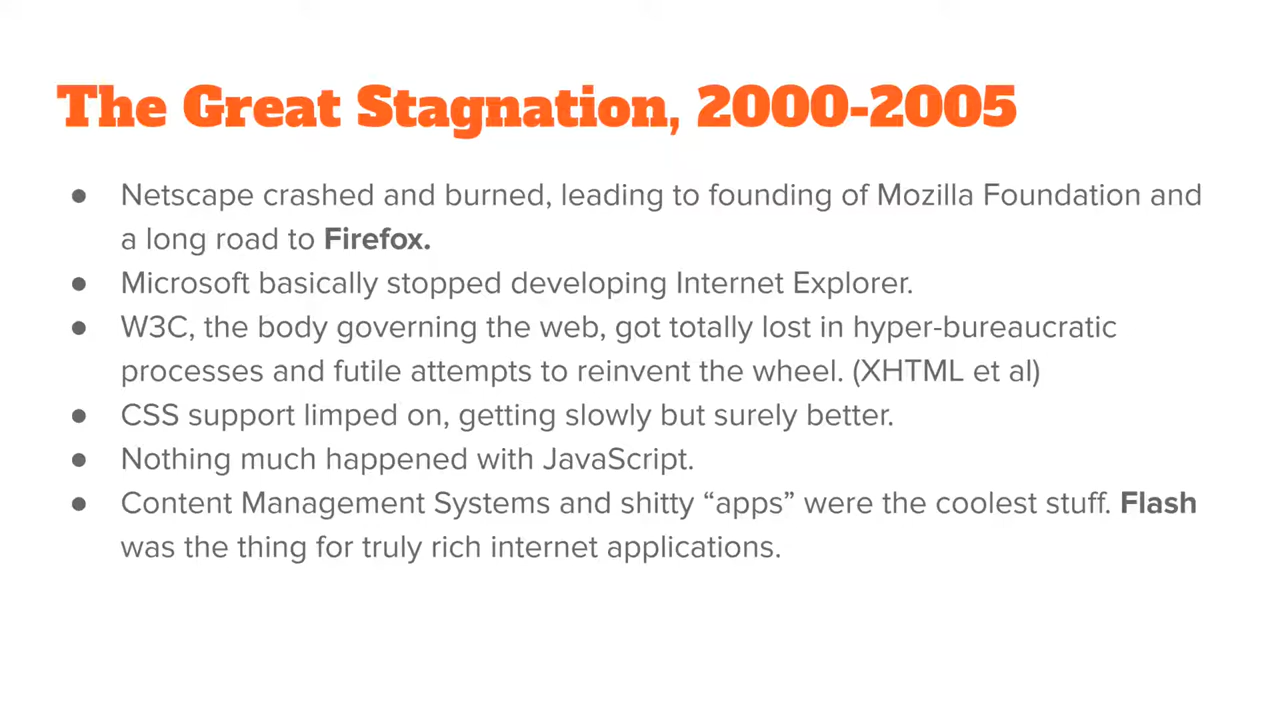 The Great Stagnation, 2000-2005
● Netscape crashed and burned, leading to founding of Mozilla Foundation and
a long road to Firefox.
● Microsoft basically stopped developing Internet Explorer.
● W3C, the body governing the web, got totally lost in hyper-bureaucratic
processes and futile attempts to reinvent the wheel. (XHTML et al)
● CSS support limped on, getting slowly but surely better.
● Nothing much happened with JavaScript.
● Content Management Systems and shitty “apps” were the coolest stuff. Flash
was the thing for truly rich internet applications.